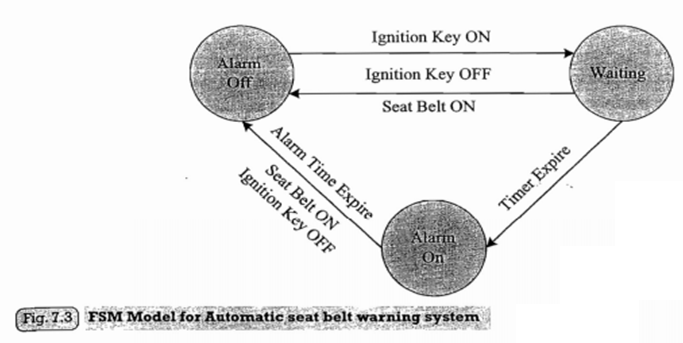 Ignition Key ON
Alarm
Off
Ignition Key OFF
Waiting
Seat Belt ON
Alarm Time Expire
Seat Belt ON
Ignition Key OFF
Timer Expire
Alarm
On
Fig. 7.3 FSM Model for Automatic seat belt warning system